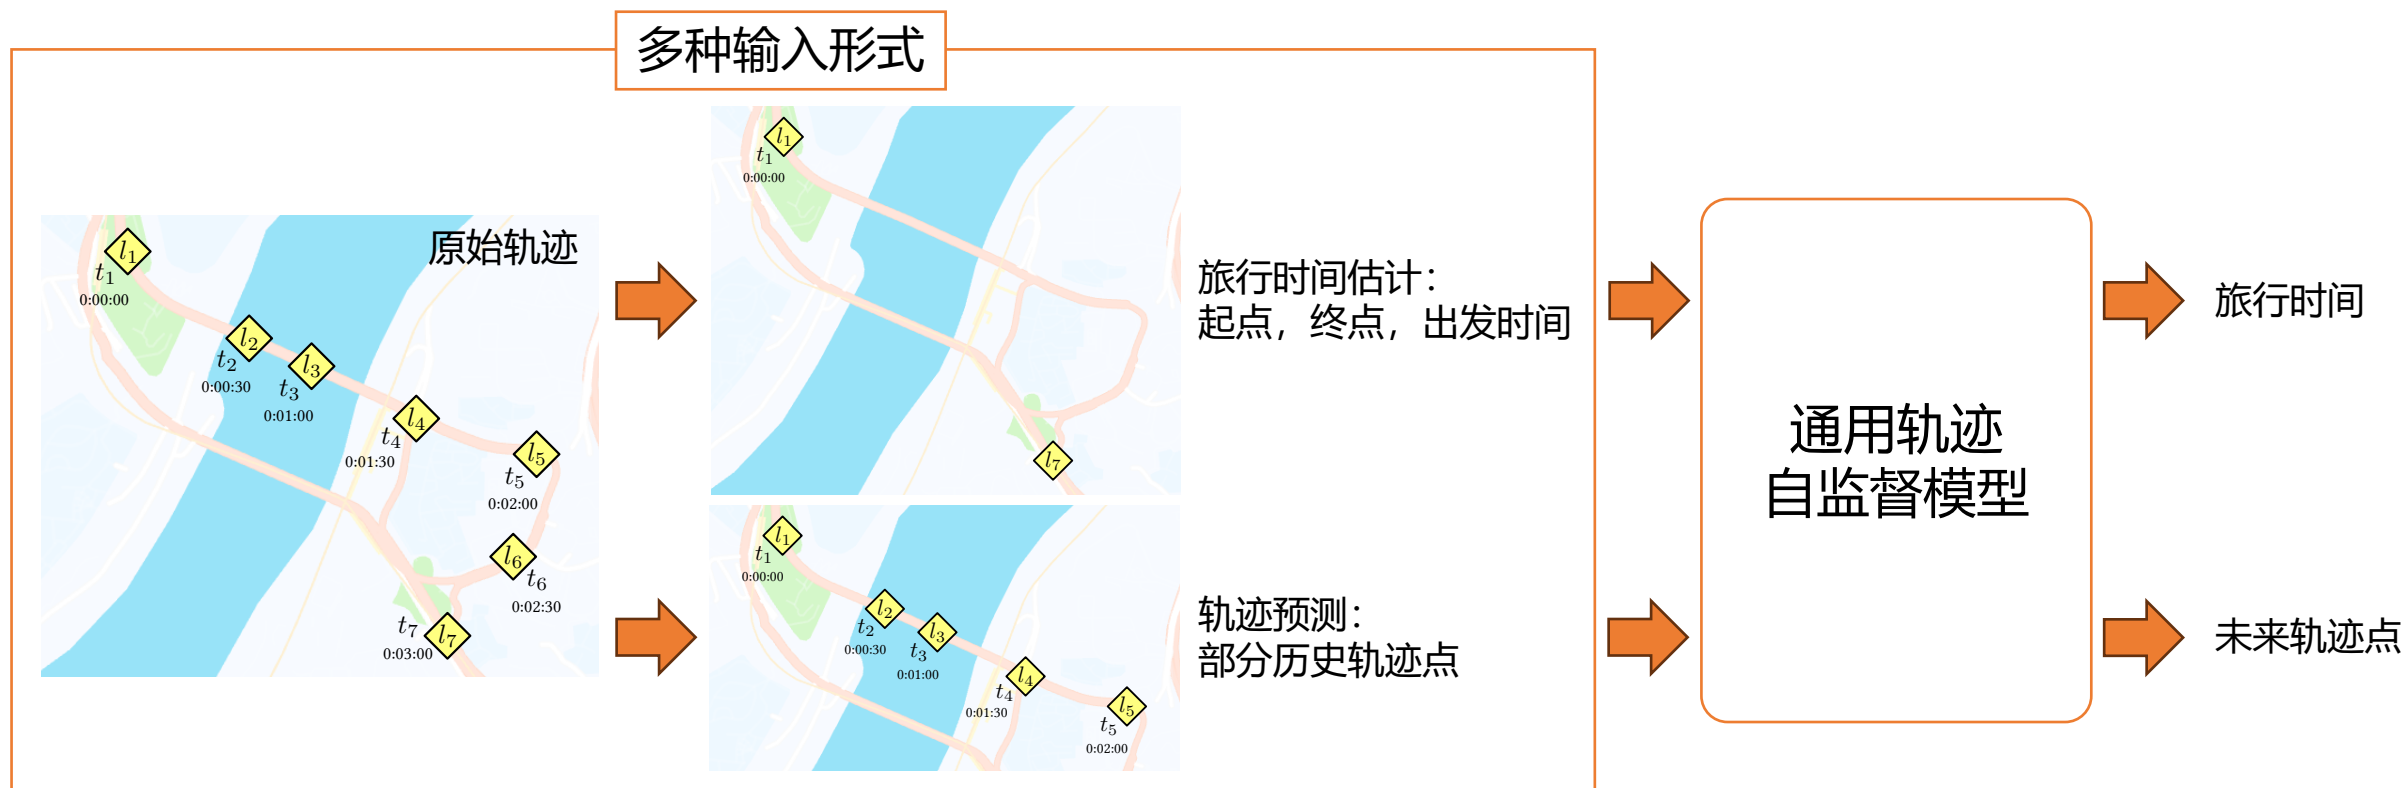 多种输入形式
原始轨迹
l₁
t₁
0:00:00
l₂
t₂
0:00:30
l₃
t₃
0:01:00
l₄
t₄
0:01:30
l₅
t₅
0:02:00
l₆
t₆
0:02:30
l₇
t₇
0:03:00
l₁
t₁
0:00:00
l₇
旅行时间估计：
起点，终点，出发时间
l₁
t₁
0:00:00
l₂
t₂
0:00:30
l₃
t₃
0:01:00
l₄
t₄
0:01:30
l₅
t₅
0:02:00
轨迹预测：
部分历史轨迹点
通用轨迹
自监督模型
旅行时间
未来轨迹点